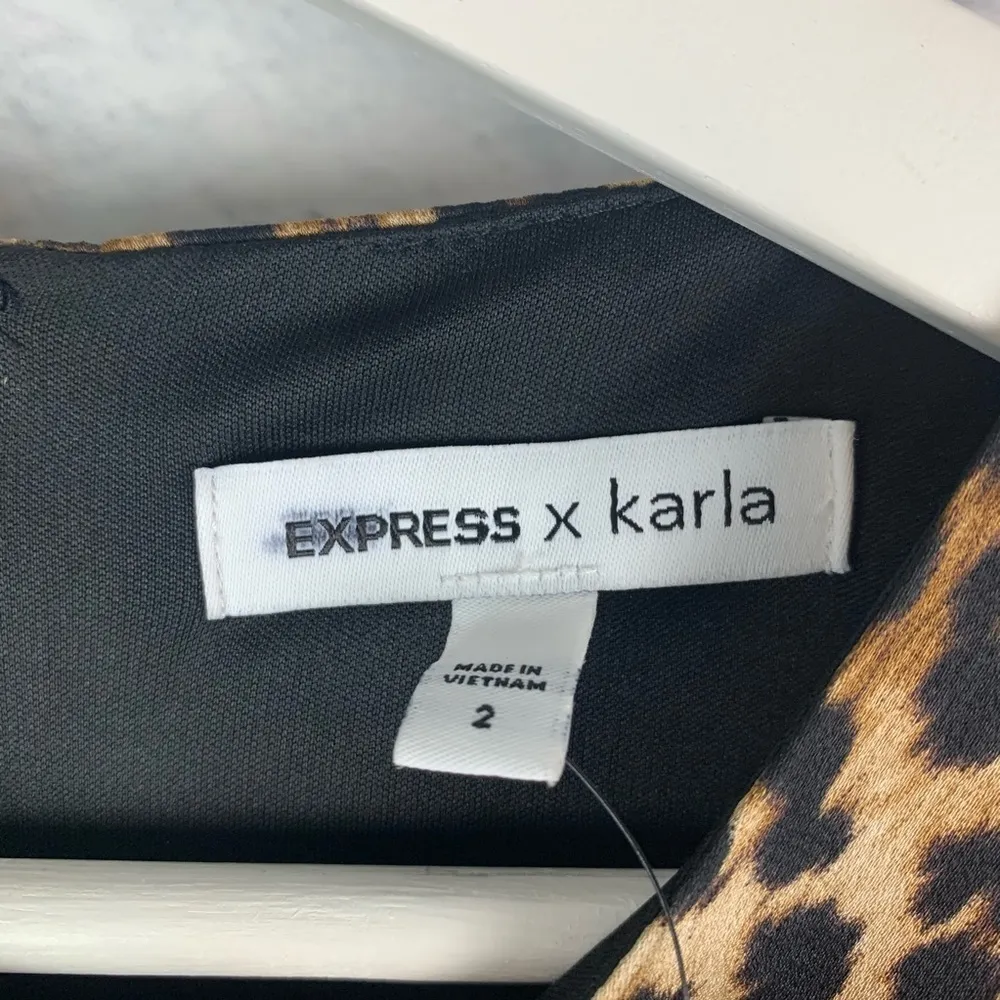 EXPRESS x karla
MADE IN
VIETNAM
2